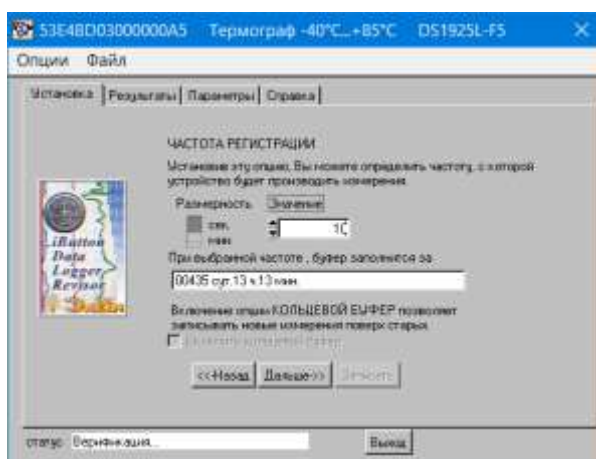 53E48D03000000A5 Термограф -40°C...+85°C DS1925L-F5
Опции Файл
Установка Результаты Параметры Справка
ЧАСТОТА РЕГИСТРАЦИИ
Установив эту опцию, Вы можете определить частоту, с которой
устройство будет производить измерения.
Размерность Значение
сек.
мин
При выбранной частоте , буфер заполнится за
00435 сут.13 ч.13 мин.
Включение опции КОЛЬЦЕВОЙ БУФЕР позволяет
записывать новые измерения поверх старых
iButton
Data
Logger
Revisor
<<Назад Дальше>>
статус Верификация... Выход